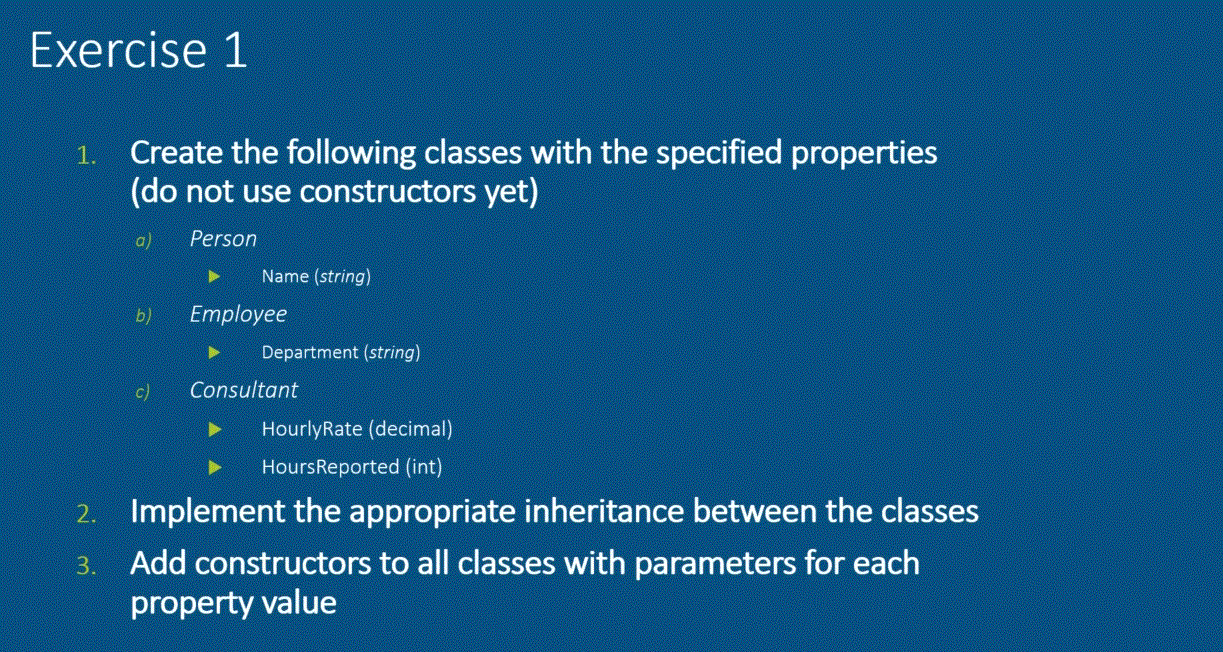 Exercise 1
1. Create the following classes with the specified properties
(do not use constructors yet)
a) Person
Name (string)
b) Employee
Department (string)
c) Consultant
HourlyRate (decimal)
HoursReported (int)
2. Implement the appropriate inheritance between the classes
3. Add constructors to all classes with parameters for each
property value